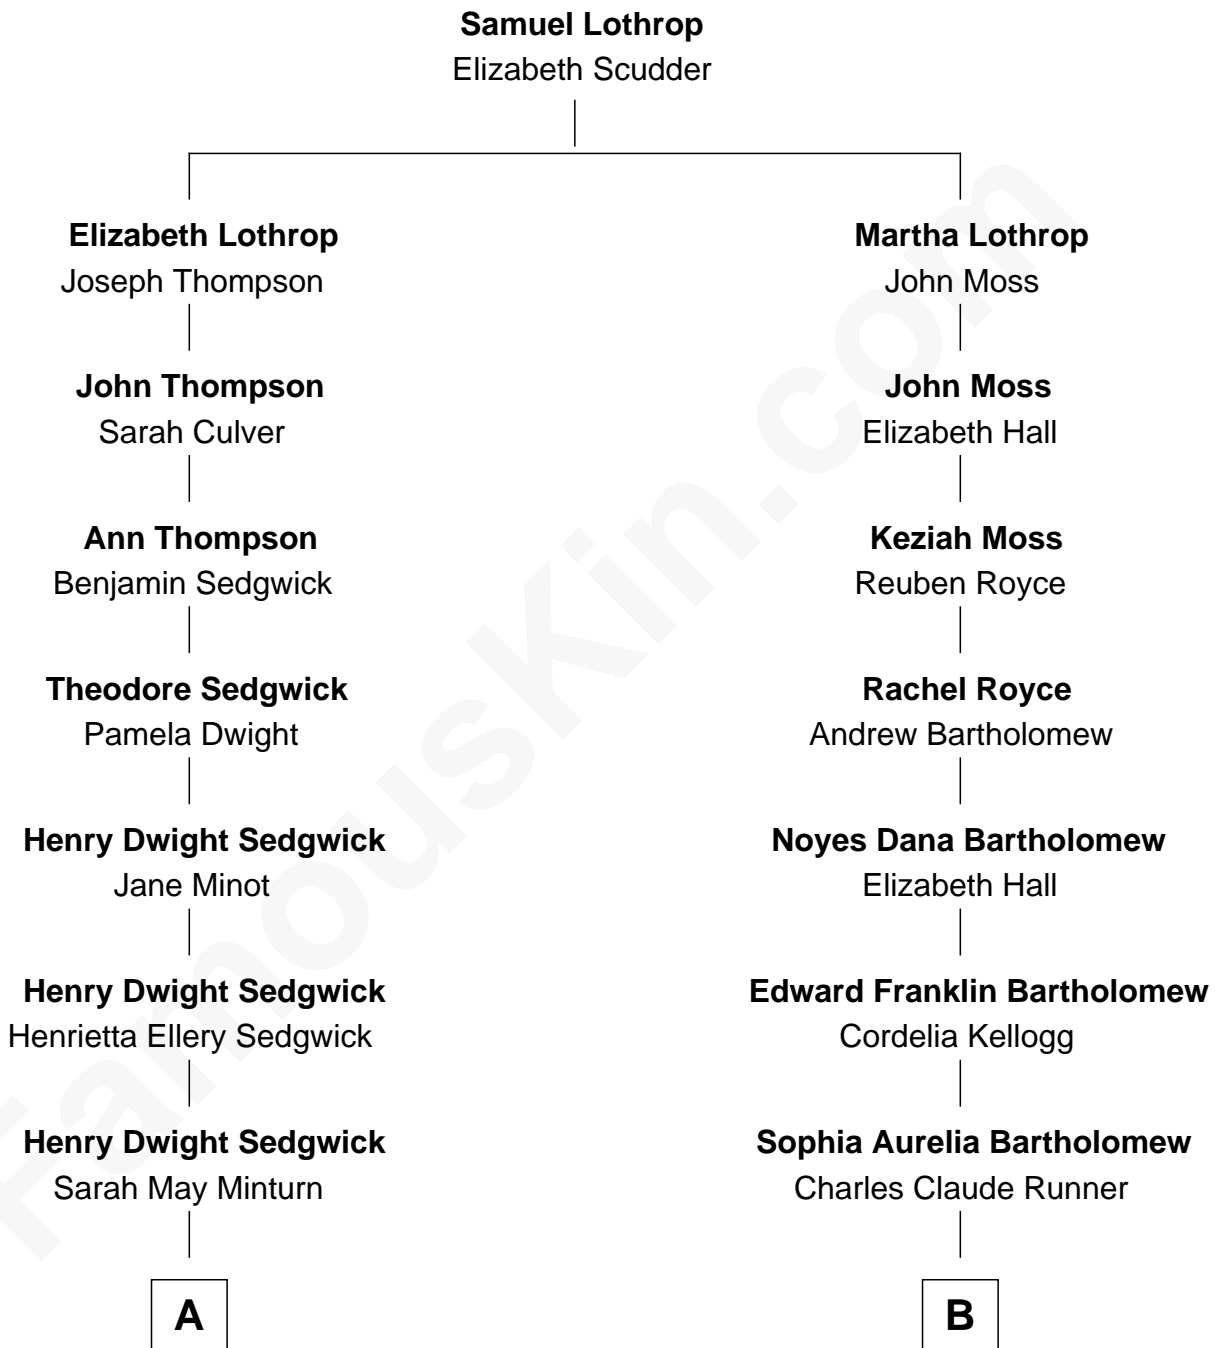 Samuel Lothrop
Elizabeth Scudder
Elizabeth Lothrop
Joseph Thompson
Martha Lothrop
John Moss
John Thompson
Sarah Culver
John Moss
Elizabeth Hall
Ann Thompson
Benjamin Sedgwick
Keziah Moss
Reuben Royce
Theodore Sedgwick
Pamela Dwight
Rachel Royce
Andrew Bartholomew
Henry Dwight Sedgwick
Jane Minot
Noyes Dana Bartholomew
Elizabeth Hall
Henry Dwight Sedgwick
Henrietta Ellery Sedgwick
Edward Franklin Bartholomew
Cordelia Kellogg
Henry Dwight Sedgwick
Sarah May Minturn
Sophia Aurelia Bartholomew
Charles Claude Runner
A
B
FamousKin.com